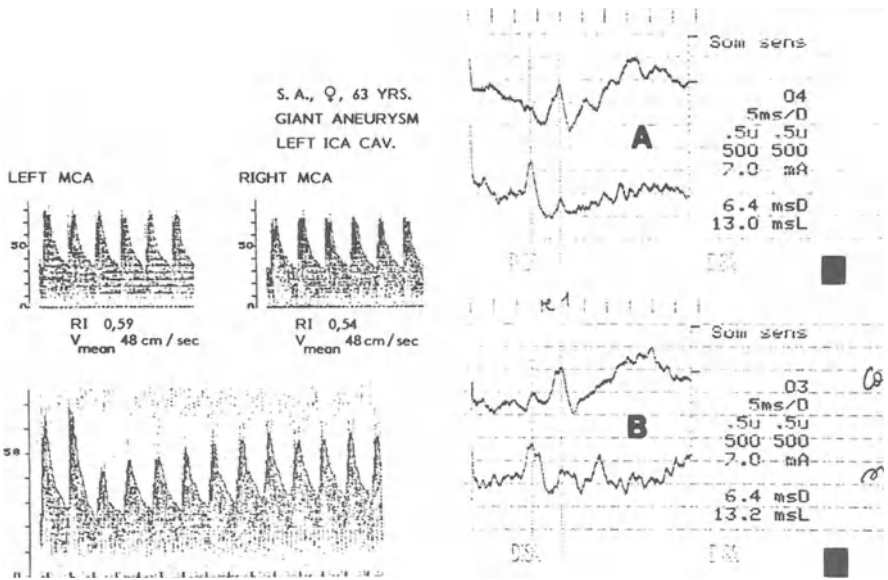 S. A., ♀, 63 YRS.
GIANT ANEURYSM
LEFT ICA CAV.
LEFT MCA
RIGHT MCA
50
0
50
0
RI 0,59
V mean 48 cm / sec
RI 0,54
V mean 48 cm / sec
50
0
Som sens
04
5ms/D
.5u .5u
500 500
7.0 mA
6.4 msD
13.0 msL
A
Som sens
03
5ms/D
.5u .5u
500 500
7.0 mA
6.4 msD
13.2 msL
B